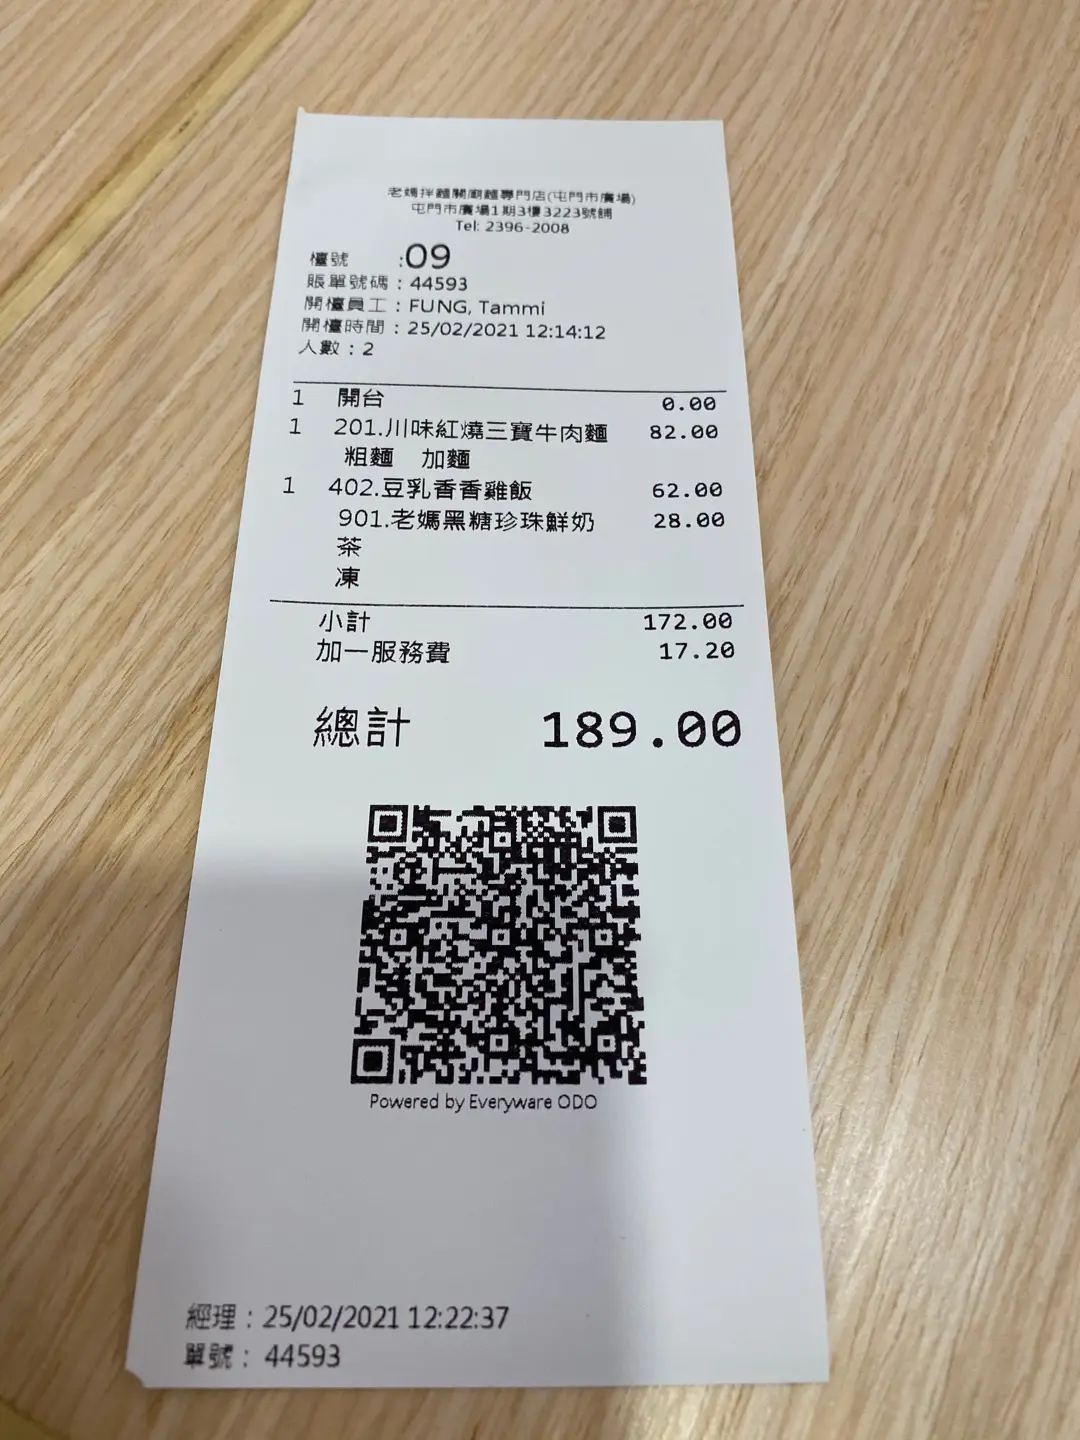 老媽拌麵關廟麵專門店(屯門市廣場)
屯門市廣場1期3樓3223號舖
Tel: 2396-2008
檯號 :09
賬單號碼：44593
開檯員工：FUNG, Tammi
開檯時間：25/02/2021 12:14:12
人數：2
1 開台 0.00
1 201.川味紅燒三寶牛肉麵 82.00
粗麵 加麵
1 402.豆乳香香雞飯 62.00
901.老媽黑糖珍珠鮮奶 28.00
茶
凍
小計 172.00
加一服務費 17.20
總計 189.00
Powered by Everyware ODO
經理：25/02/2021 12:22:37
單號：44593